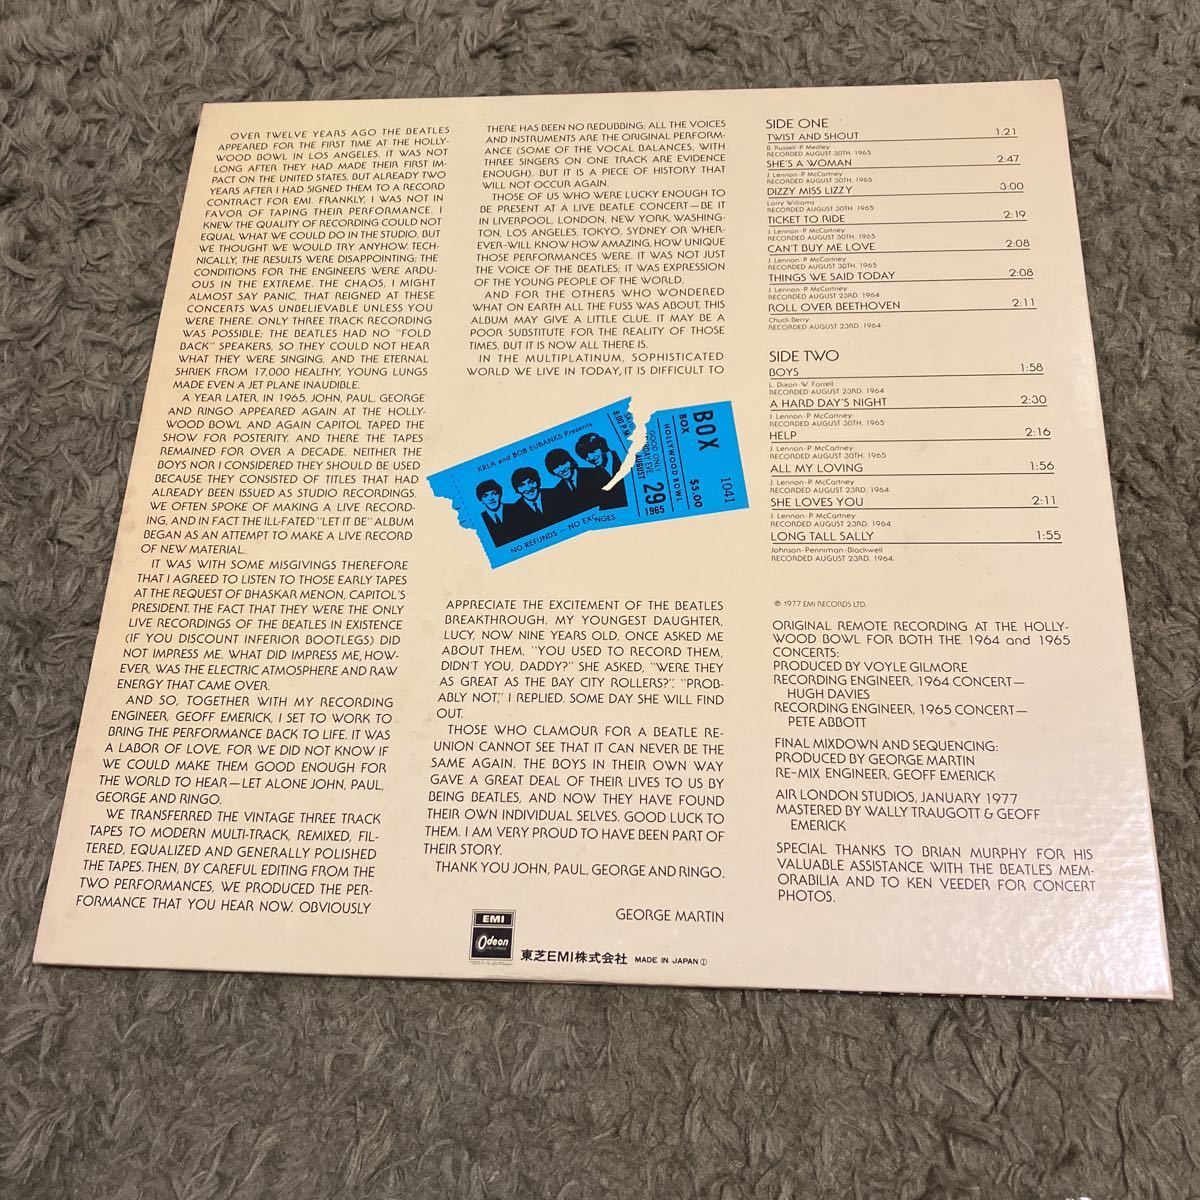 OVER TWELVE YEARS AGO THE BEATLES
APPEARED FOR THE FIRST TIME AT THE HOLLY-
WOOD BOWL IN LOS ANGELES. IT WAS NOT
LONG AFTER THEY HAD MADE THEIR FIRST IM-
PACT ON THE UNITED STATES, BUT ALREADY TWO
YEARS AFTER I HAD SIGNED THEM TO A RECORD
CONTRACT FOR EMI. FRANKLY, I WAS NOT IN
FAVOR OF TAPING THEIR PERFORMANCE. I
KNEW THE QUALITY OF RECORDING COULD NOT
EQUAL WHAT WE COULD DO IN THE STUDIO, BUT
WE THOUGHT WE WOULD TRY ANYHOW. TECH-
NICALLY, THE RESULTS WERE DISAPPOINTING; THE
CONDITIONS FOR THE ENGINEERS WERE ARDU-
OUS IN THE EXTREME. THE CHAOS, I MIGHT
ALMOST SAY PANIC, THAT REIGNED AT THESE
CONCERTS WAS UNBELIEVABLE UNLESS YOU
WERE THERE. ONLY THREE TRACK RECORDING
WAS POSSIBLE; THE BEATLES HAD NO "FOLD
BACK" SPEAKERS, SO THEY COULD NOT HEAR
WHAT THEY WERE SINGING, AND THE ETERNAL
SHRIEK FROM 17,000 HEALTHY, YOUNG LUNGS
MADE EVEN A JET PLANE INAUDIBLE.
A YEAR LATER, IN 1965, JOHN, PAUL, GEORGE
AND RINGO APPEARED AGAIN AT THE HOLLY-
WOOD BOWL AND AGAIN CAPITOL TAPED THE
SHOW FOR POSTERITY. AND THERE THE TAPES
REMAINED FOR OVER A DECADE. NEITHER THE
BOYS NOR I CONSIDERED THEY SHOULD BE USED
BECAUSE THEY CONSISTED OF TITLES THAT HAD
ALREADY BEEN ISSUED AS STUDIO RECORDINGS.
WE OFTEN SPOKE OF MAKING A LIVE RECORD-
ING, AND IN FACT THE ILL-FATED "LET IT BE" ALBUM
BEGAN AS AN ATTEMPT TO MAKE A LIVE RECORD
OF NEW MATERIAL.
IT WAS WITH SOME MISGIVINGS THEREFORE
THAT I AGREED TO LISTEN TO THOSE EARLY TAPES
AT THE REQUEST OF BHASKAR MENON, CAPITOL'S
PRESIDENT. THE FACT THAT THEY WERE THE ONLY
LIVE RECORDINGS OF THE BEATLES IN EXISTENCE
(IF YOU DISCOUNT INFERIOR BOOTLEGS) DID
NOT IMPRESS ME. WHAT DID IMPRESS ME, HOW-
EVER, WAS THE ELECTRIC ATMOSPHERE AND RAW
ENERGY THAT CAME OVER.
AND SO, TOGETHER WITH MY RECORDING
ENGINEER, GEOFF EMERICK, I SET TO WORK TO
BRING THE PERFORMANCE BACK TO LIFE. IT WAS
A LABOR OF LOVE, FOR WE DID NOT KNOW IF
WE COULD MAKE THEM GOOD ENOUGH FOR
THE WORLD TO HEAR—LET ALONE JOHN, PAUL,
GEORGE AND RINGO.
WE TRANSFERRED THE VINTAGE THREE TRACK
TAPES TO MODERN MULTI-TRACK, REMIXED, FIL-
TERED, EQUALIZED AND GENERALLY POLISHED
THE TAPES. THEN, BY CAREFUL EDITING FROM THE
TWO PERFORMANCES, WE PRODUCED THE PER-
FORMANCE THAT YOU HEAR NOW. OBVIOUSLY
THERE HAS BEEN NO REDUBBING; ALL THE VOICES
AND INSTRUMENTS ARE THE ORIGINAL PERFORM-
ANCE (SOME OF THE VOCAL BALANCES, WITH
THREE SINGERS ON ONE TRACK ARE EVIDENCE
ENOUGH). BUT IT IS A PIECE OF HISTORY THAT
WILL NOT OCCUR AGAIN.
THOSE OF US WHO WERE LUCKY ENOUGH TO
BE PRESENT AT A LIVE BEATLE CONCERT—BE IT
IN LIVERPOOL, LONDON, NEW YORK, WASHING-
TON, LOS ANGELES, TOKYO, SYDNEY OR WHER-
EVER—WILL KNOW HOW AMAZING, HOW UNIQUE
THOSE PERFORMANCES WERE. IT WAS NOT JUST
THE VOICE OF THE BEATLES; IT WAS EXPRESSION
OF THE YOUNG PEOPLE OF THE WORLD.
AND FOR THE OTHERS WHO WONDERED
WHAT ON EARTH ALL THE FUSS WAS ABOUT, THIS
ALBUM MAY GIVE A LITTLE CLUE. IT MAY BE A
POOR SUBSTITUTE FOR THE REALITY OF THOSE
TIMES, BUT IT IS NOW ALL THERE IS.
IN THE MULTIPLATINUM, SOPHISTICATED
WORLD WE LIVE IN TODAY, IT IS DIFFICULT TO
KRLA and BOB EUBANKS Presents
NO REFUNDS — NO EXC NGES
8:00 P.M.
GOOD ONLY
AUGUST
29
1965
HOLLYWOOD BOWL
BOX
BOX
$5.00
1041
APPRECIATE THE EXCITEMENT OF THE BEATLES
BREAKTHROUGH. MY YOUNGEST DAUGHTER,
LUCY, NOW NINE YEARS OLD, ONCE ASKED ME
ABOUT THEM, "YOU USED TO RECORD THEM,
DIDN'T YOU, DADDY?" SHE ASKED, "WERE THEY
AS GREAT AS THE BAY CITY ROLLERS?". "PROB-
ABLY NOT," I REPLIED. SOME DAY SHE WILL FIND
OUT.
THOSE WHO CLAMOUR FOR A BEATLE RE-
UNION CANNOT SEE THAT IT CAN NEVER BE THE
SAME AGAIN. THE BOYS IN THEIR OWN WAY
GAVE A GREAT DEAL OF THEIR LIVES TO US BY
BEING BEATLES, AND NOW THEY HAVE FOUND
THEIR OWN INDIVIDUAL SELVES. GOOD LUCK TO
THEM. I AM VERY PROUD TO HAVE BEEN PART OF
THEIR STORY.
THANK YOU JOHN, PAUL, GEORGE AND RINGO.
GEORGE MARTIN
EMI
Odeon
東芝EMI株式会社 MADE IN JAPAN Ⓘ
SIDE ONE
TWIST AND SHOUT 1:21
B. Russell-P. Medley
RECORDED AUGUST 30TH, 1965
SHE'S A WOMAN 2:47
J. Lennon-P. McCartney
RECORDED AUGUST 30TH, 1965
DIZZY MISS LIZZY 3:00
Larry Williams
RECORDED AUGUST 30TH, 1965
TICKET TO RIDE 2:19
J. Lennon-P. McCartney
RECORDED AUGUST 30TH, 1965
CAN'T BUY ME LOVE 2:08
J. Lennon-P. McCartney
RECORDED AUGUST 30TH, 1965
THINGS WE SAID TODAY 2:08
J. Lennon-P. McCartney
RECORDED AUGUST 23RD, 1964
ROLL OVER BEETHOVEN 2:11
Chuck Berry
RECORDED AUGUST 23RD, 1964
SIDE TWO
BOYS 1:58
L. Dixon-W. Farrell
RECORDED AUGUST 23RD, 1964
A HARD DAY'S NIGHT 2:30
J. Lennon-P. McCartney
RECORDED AUGUST 30TH, 1965
HELP 2:16
J. Lennon-P. McCartney
RECORDED AUGUST 30TH, 1965
ALL MY LOVING 1:56
J. Lennon-P. McCartney
RECORDED AUGUST 23RD, 1964
SHE LOVES YOU 2:11
J. Lennon-P. McCartney
RECORDED AUGUST 23RD, 1964
LONG TALL SALLY 1:55
Johnson-Penniman-Blackwell
RECORDED AUGUST 23RD, 1964
℗ 1977 EMI RECORDS LTD.
ORIGINAL REMOTE RECORDING AT THE HOLLY-
WOOD BOWL FOR BOTH THE 1964 and 1965
CONCERTS:
PRODUCED BY VOYLE GILMORE
RECORDING ENGINEER, 1964 CONCERT—
HUGH DAVIES
RECORDING ENGINEER, 1965 CONCERT—
PETE ABBOTT
FINAL MIXDOWN AND SEQUENCING:
PRODUCED BY GEORGE MARTIN
RE-MIX ENGINEER, GEOFF EMERICK
AIR LONDON STUDIOS, JANUARY 1977
MASTERED BY WALLY TRAUGOTT & GEOFF
EMERICK
SPECIAL THANKS TO BRIAN MURPHY FOR HIS
VALUABLE ASSISTANCE WITH THE BEATLES MEM-
ORABILIA AND TO KEN VEEDER FOR CONCERT
PHOTOS.